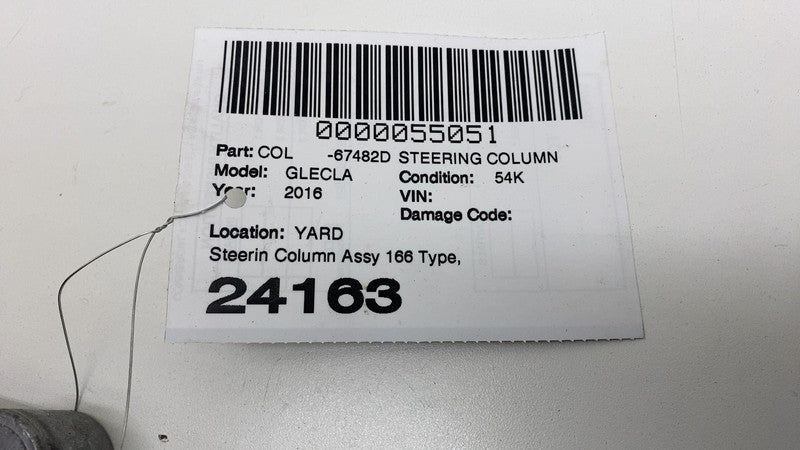 0000055051
Part: COL -67482D STEERING COLUMN
Model: GLECLA Condition: 54K
Year: 2016 VIN:
Damage Code:
Location: YARD
Steerin Column Assy 166 Type,
24163